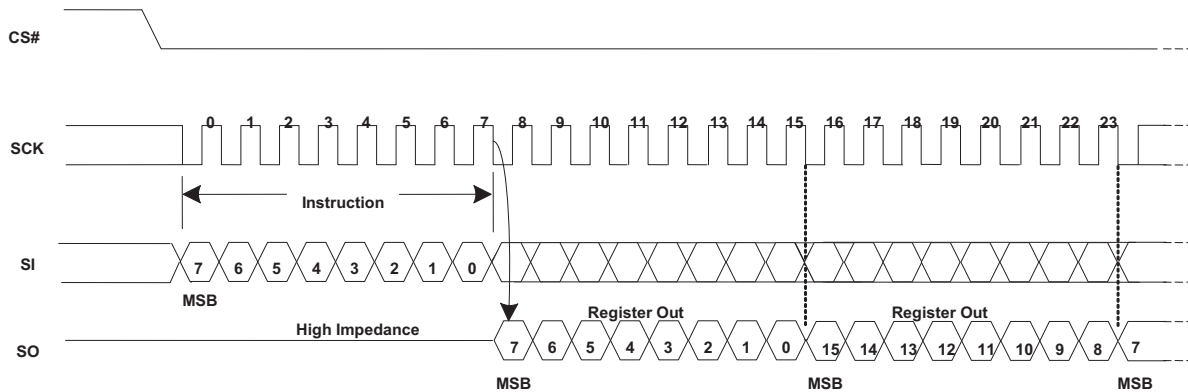 CS#
0 1 2 3 4 5 6 7 8 9 10 11 12 13 14 15 16 17 18 19 20 21 22 23
SCK
Instruction
SI
7 6 5 4 3 2 1 0
MSB
High Impedance
Register Out Register Out
SO
7 6 5 4 3 2 1 0 15 14 13 12 11 10 9 8 7
MSB MSB MSB